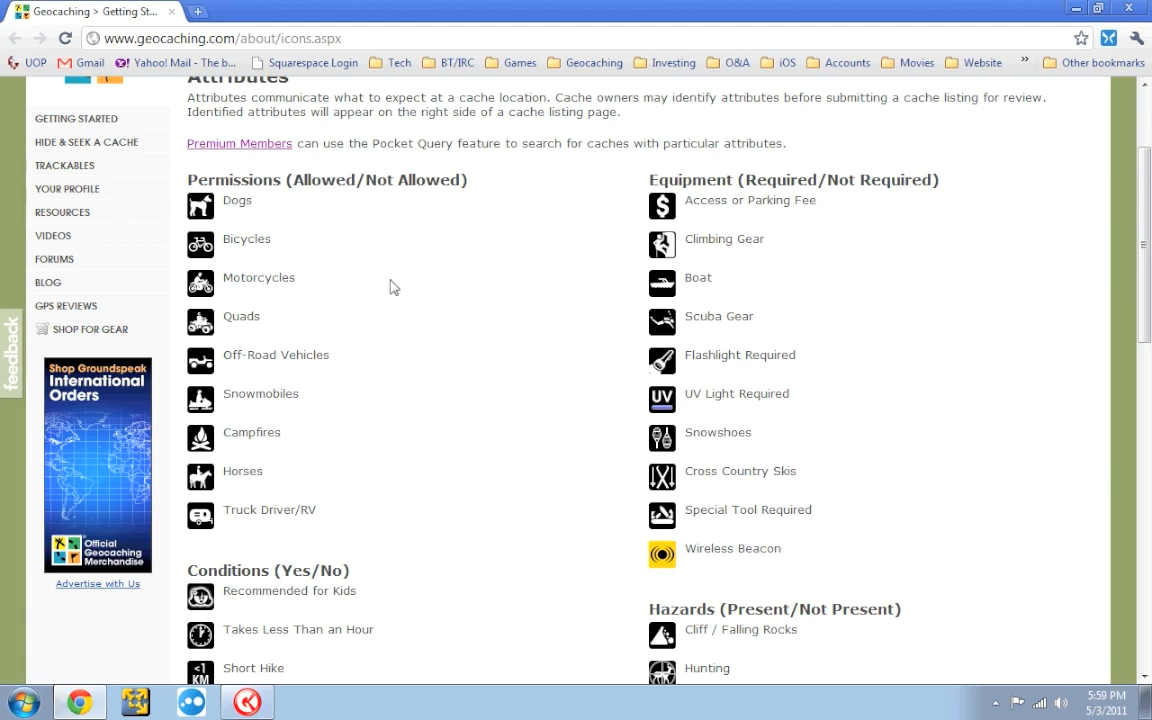 Geocaching > Getting St...
www.geocaching.com/about/icons.aspx
UOP
Gmail
Yahoo! Mail - The b...
Squarespace Login
Tech
BT/IRC
Games
Geocaching
Investing
O&A
iOS
Accounts
Movies
Website
»
Other bookmarks
Attributes
Attributes communicate what to expect at a cache location. Cache owners may identify attributes before submitting a cache listing for review.
Identified attributes will appear on the right side of a cache listing page.
Premium Members can use the Pocket Query feature to search for caches with particular attributes.
GETTING STARTED
HIDE & SEEK A CACHE
TRACKABLES
YOUR PROFILE
RESOURCES
VIDEOS
FORUMS
BLOG
GPS REVIEWS
SHOP FOR GEAR
feedback
Shop Groundspeak
International
Orders
Official
Geocaching
Merchandise
Advertise with Us
Permissions (Allowed/Not Allowed)
Dogs
Bicycles
Motorcycles
Quads
Off-Road Vehicles
Snowmobiles
Campfires
Horses
Truck Driver/RV
Conditions (Yes/No)
Recommended for Kids
Takes Less Than an Hour
<1
KM
Short Hike
Equipment (Required/Not Required)
$
Access or Parking Fee
Climbing Gear
Boat
Scuba Gear
Flashlight Required
UV
UV Light Required
Snowshoes
Cross Country Skis
Special Tool Required
Wireless Beacon
Hazards (Present/Not Present)
Cliff / Falling Rocks
Hunting
5:59 PM
5/3/2011